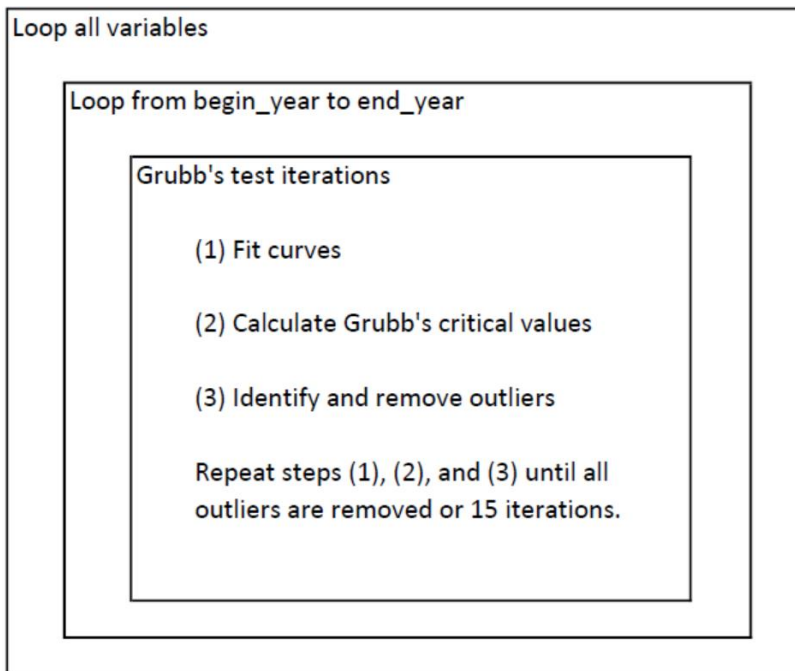 Loop all variables
Loop from begin_year to end_year
Grubb's test iterations
(1) Fit curves
(2) Calculate Grubb's critical values
(3) Identify and remove outliers
Repeat steps (1), (2), and (3) until all
outliers are removed or 15 iterations.